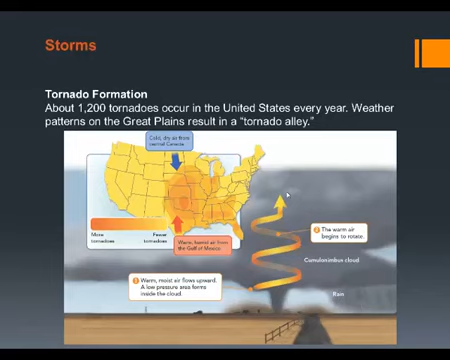 Storms
Tornado Formation
About 1,200 tornadoes occur in the United States every year. Weather
patterns on the Great Plains result in a “tornado alley.”
Cold, dry air from
central Canada
More
tornadoes
Fewer
tornadoes
Warm, humid air from
the Gulf of Mexico
2 The warm air
begins to rotate.
Cumulonimbus cloud
1 Warm, moist air flows upward.
A low pressure area forms
inside the cloud.
Rain